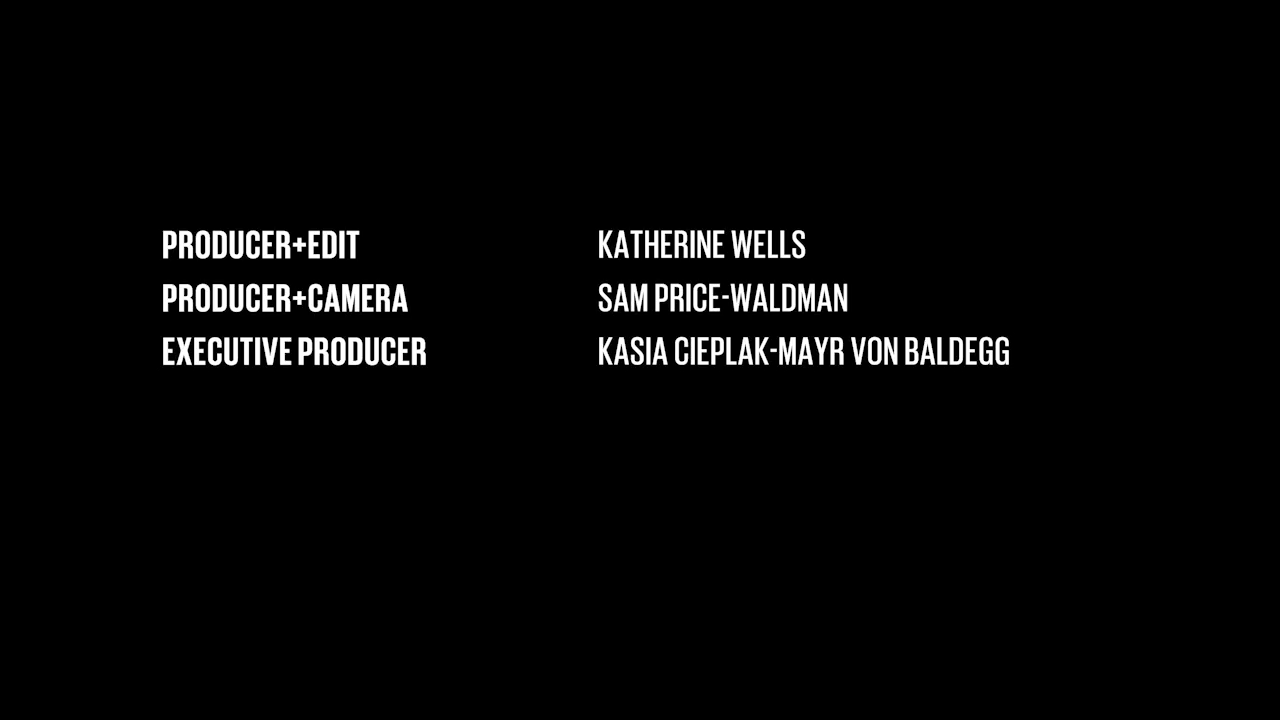 PRODUCER+EDIT KATHERINE WELLS
PRODUCER+CAMERA SAM PRICE-WALDMAN
EXECUTIVE PRODUCER KASIA CIEPLAK-MAYR VON BALDEGG